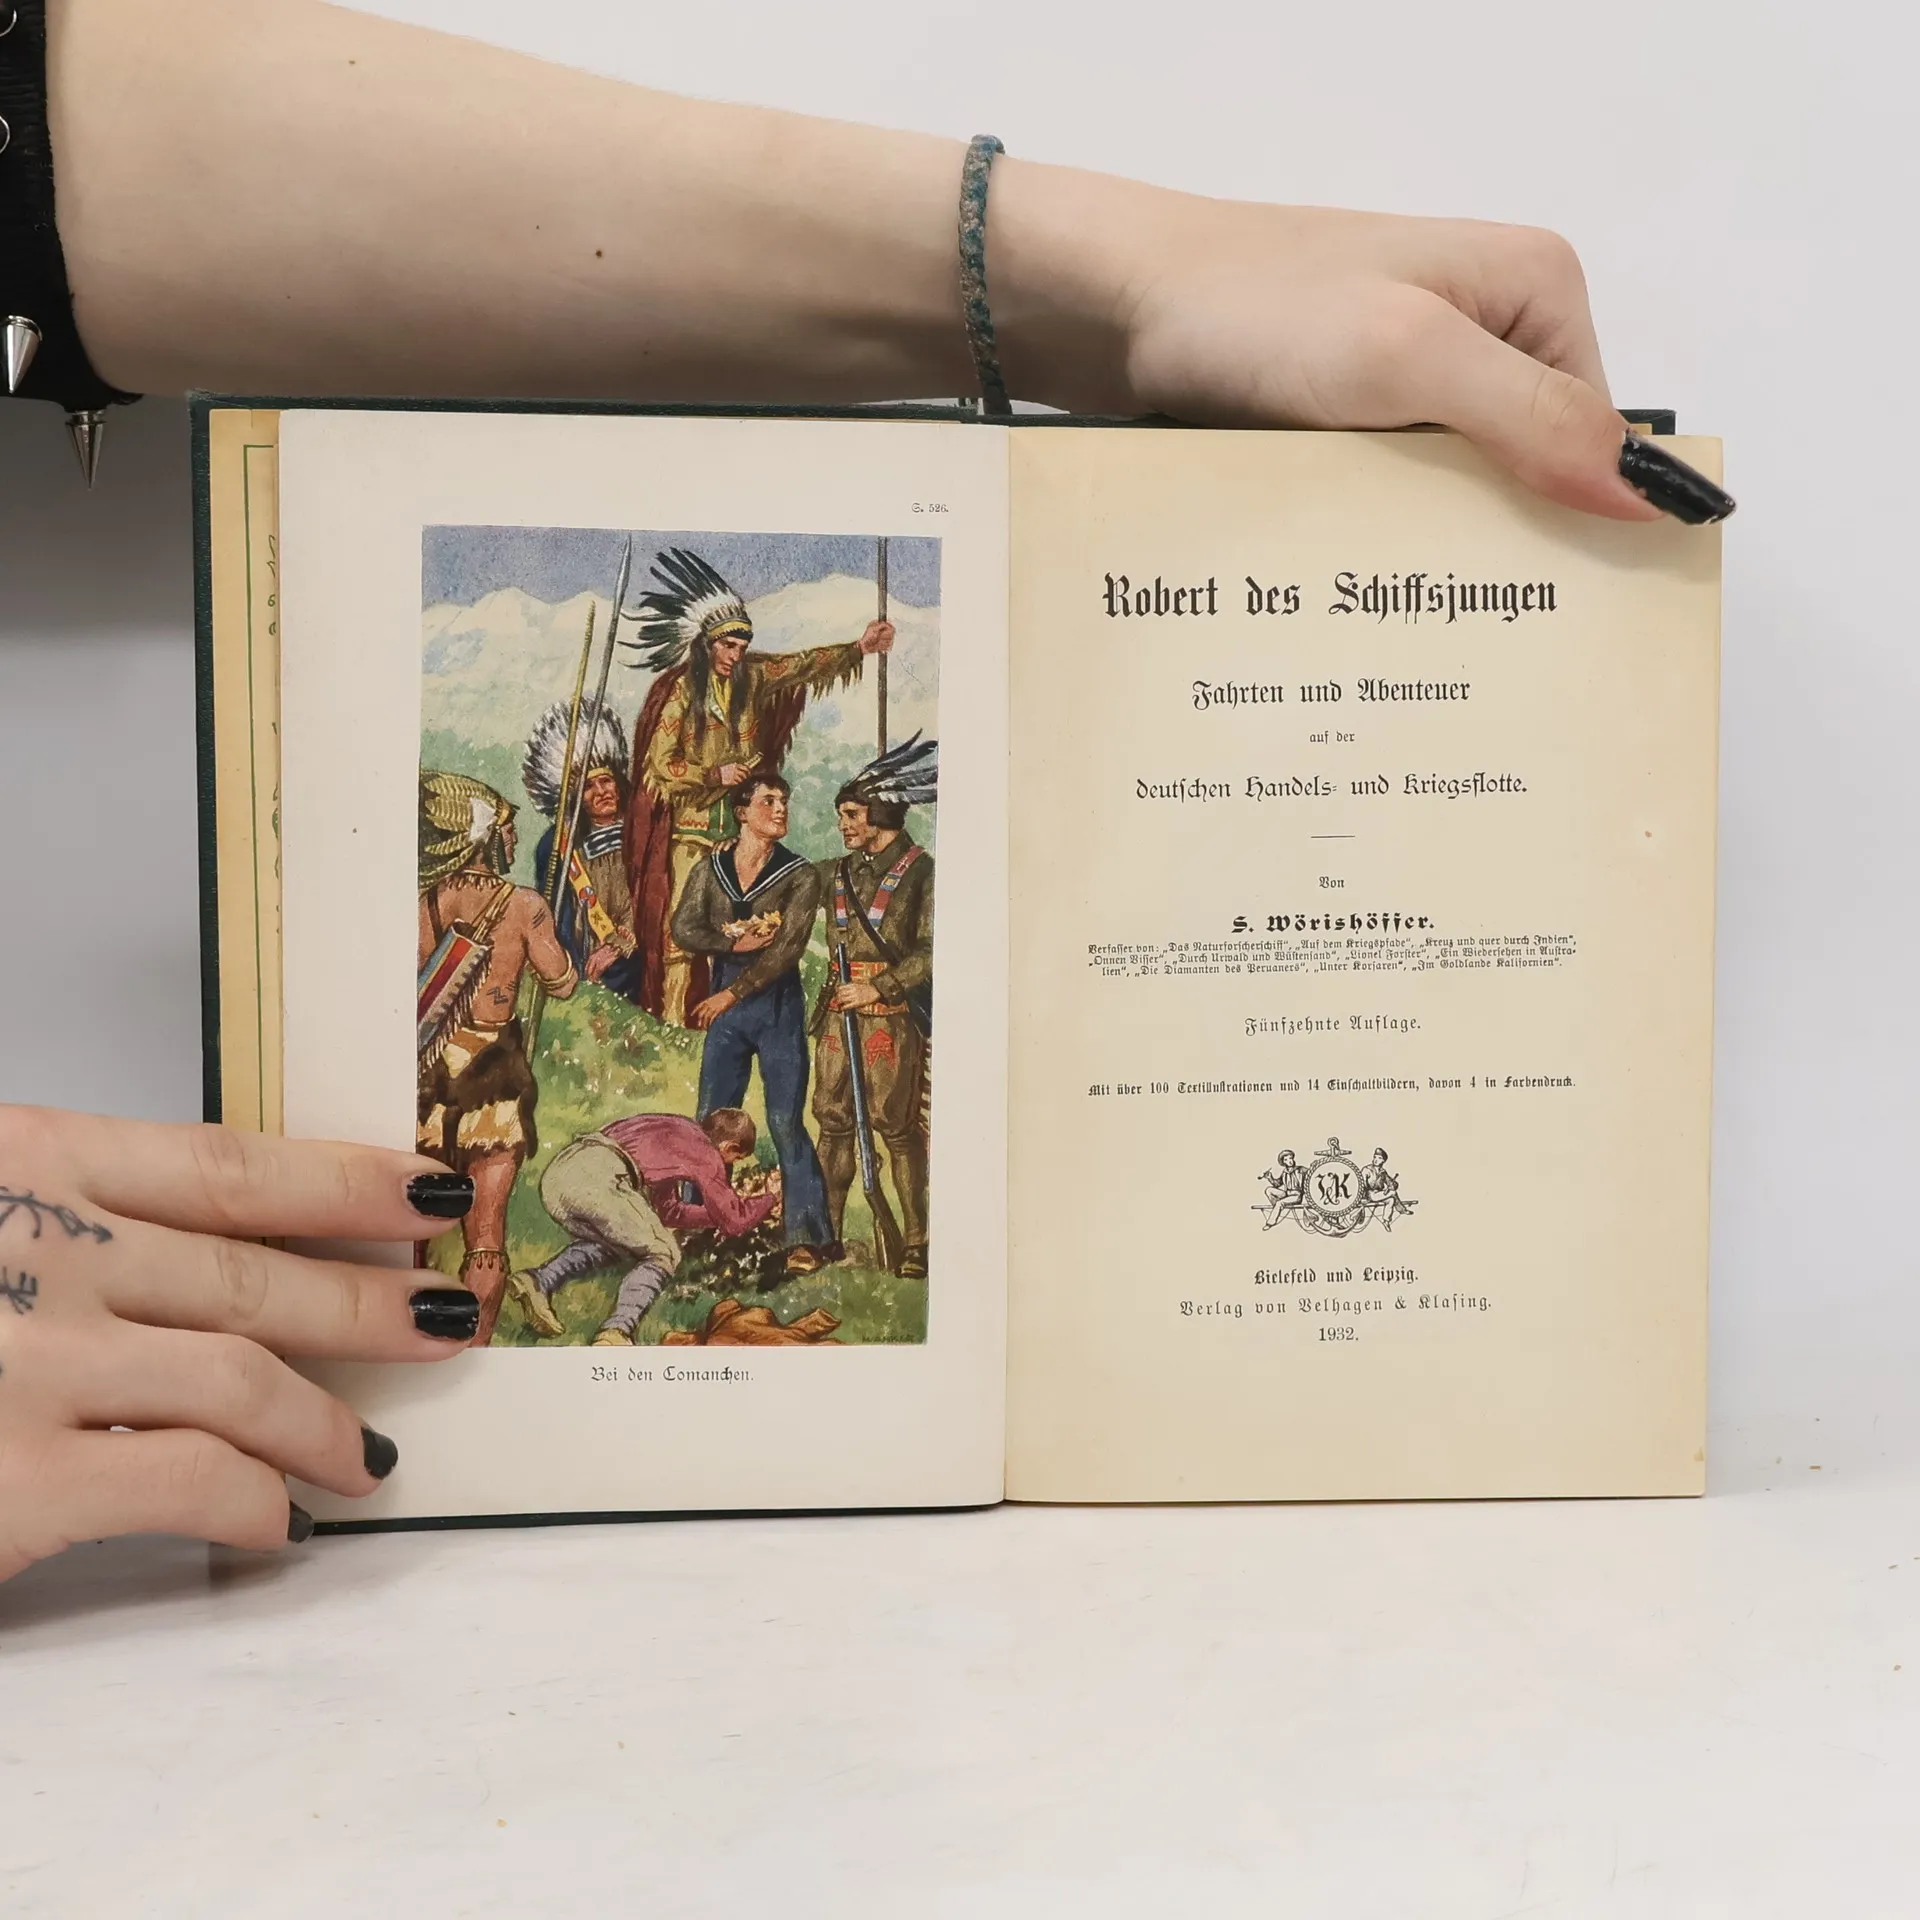 S. 526.
Bei den Comanchen.
Robert des Schiffsjungen
Fahrten und Abenteuer
auf der
deutschen Handels- und Kriegsflotte.
Von
S. Wörishöffer.
Verfasser von: „Das Naturforscherschiff“, „Auf dem Kriegspfade“, „Kreuz und quer durch Indien“,
„Onnen Visser“, „Durch Urwald und Wüstensand“, „Lionel Forster“, „Ein Wiedersehen in Austra-
lien“, „Die Diamanten des Peruaners“, „Unter Korsaren“, „Im Goldlande Kalifornien“.
Fünfzehnte Auflage.
Mit über 100 Textillustrationen und 14 Einschaltbildern, davon 4 in Farbendruck.
V&K
Bielefeld und Leipzig.
Verlag von Velhagen & Klasing.
1932.